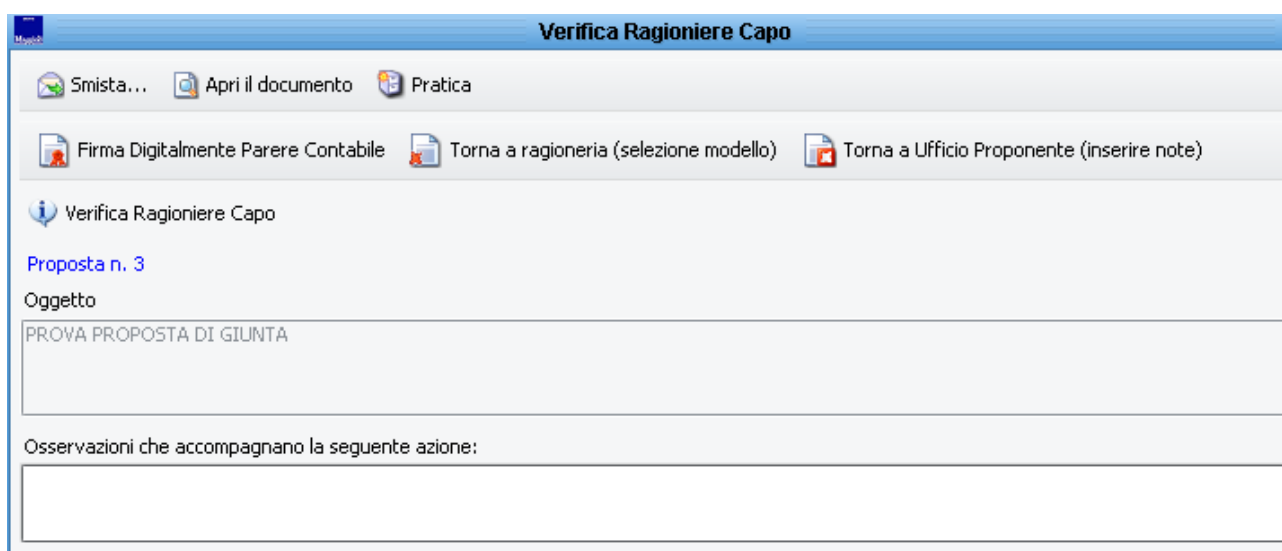 Verifica Ragioniere Capo
Maggioli
Smista... Apri il documento Pratica
Firma Digitalmente Parere Contabile Torna a ragioneria (selezione modello) Torna a Ufficio Proponente (inserire note)
Verifica Ragioniere Capo
Proposta n. 3
Oggetto
PROVA PROPOSTA DI GIUNTA
Osservazioni che accompagnano la seguente azione: